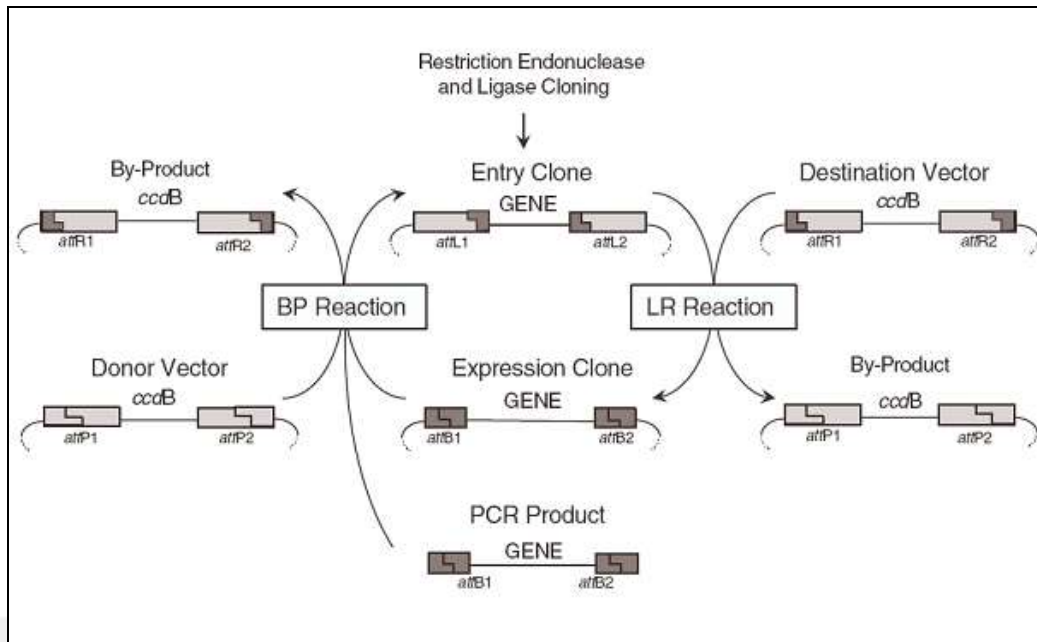 Restriction Endonuclease
and Ligase Cloning
By-Product
ccdB
attR1
attR2
Entry Clone
GENE
attL1
attL2
Destination Vector
ccdB
attR1
attR2
BP Reaction
LR Reaction
Donor Vector
ccdB
attP1
attP2
Expression Clone
GENE
attB1
attB2
By-Product
ccdB
attP1
attP2
PCR Product
GENE
attB1
attB2